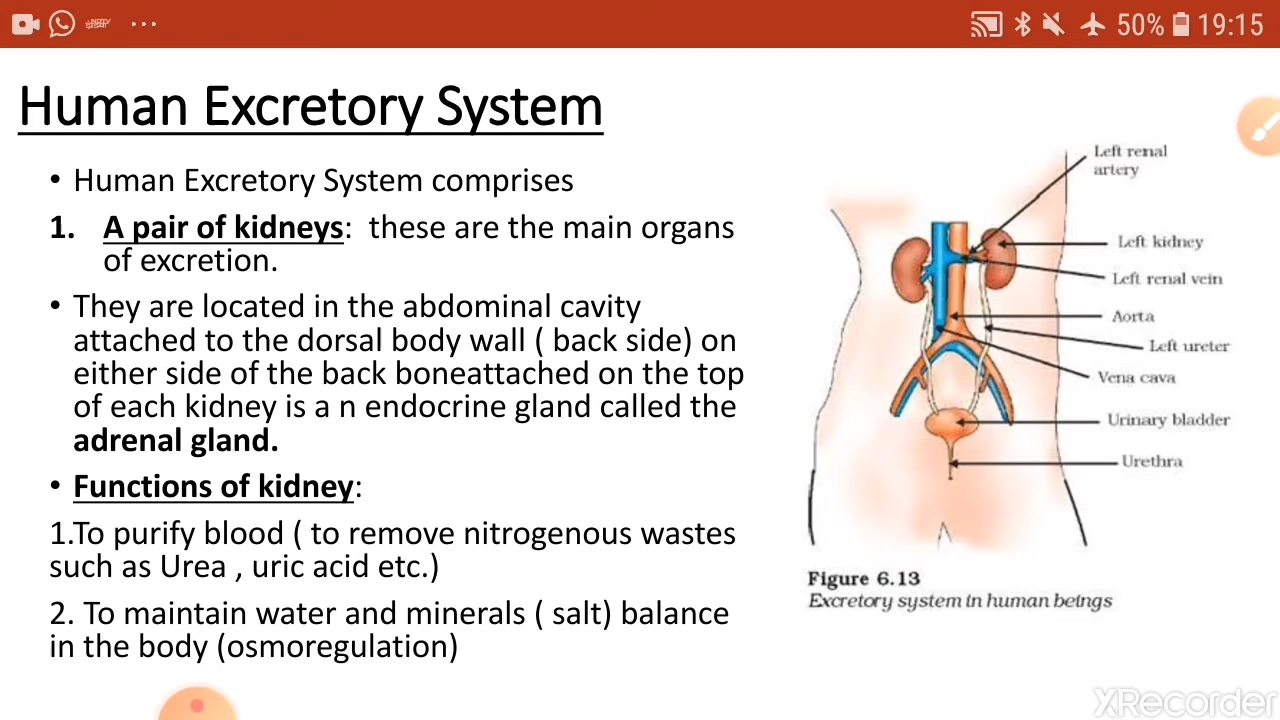 50% 19:15
Human Excretory System
• Human Excretory System comprises
1. A pair of kidneys: these are the main organs
of excretion.
• They are located in the abdominal cavity
attached to the dorsal body wall ( back side) on
either side of the back boneattached on the top
of each kidney is a n endocrine gland called the
adrenal gland.
• Functions of kidney:
1.To purify blood ( to remove nitrogenous wastes
such as Urea , uric acid etc.)
2. To maintain water and minerals ( salt) balance
in the body (osmoregulation)
Left renal
artery
Left kidney
Left renal vein
Aorta
Left ureter
Vena cava
Urinary bladder
Urethra
Figure 6.13
Excretory system in human beings
XRecorder